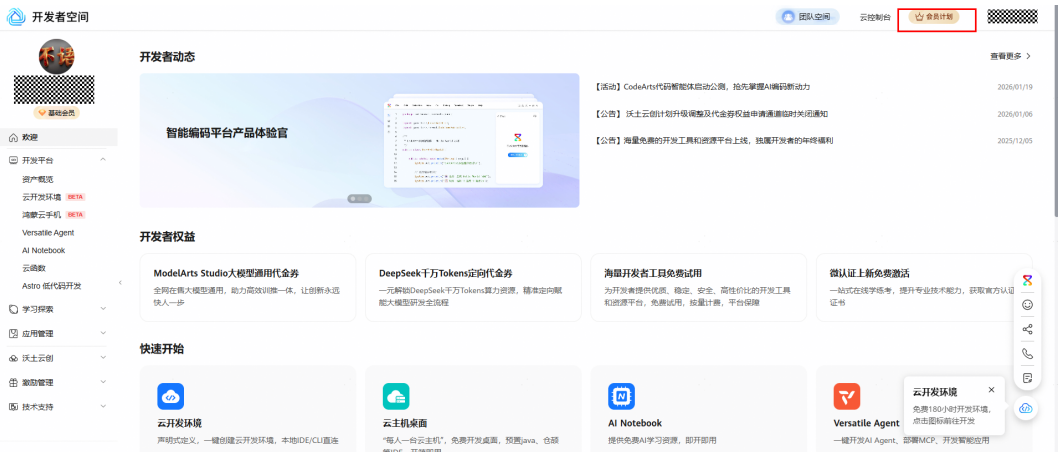 开发者空间
团队空间
云控制台
会员计划
不语
基础会员
欢迎
开发平台
资产概览
云开发环境 BETA
鸿蒙云手机 BETA
Versatile Agent
AI Notebook
云函数
Astro 低代码开发
学习探索
应用管理
沃土云创
激励管理
技术支持
开发者动态
查看更多
智能编码平台产品体验官
【活动】CodeArts代码智能体启动公测，抢先掌握AI编码新动力
2026/01/19
【公告】 沃土云创计划升级调整及代金券权益申请通道临时关闭通知
2026/01/06
【公告】海量免费的开发工具和资源平台上线，独属开发者的年终福利
2025/12/05
开发者权益
ModelArts Studio大模型通用代金券
全网在售大模型通用，助力高效训推一体，让创新永远
快人一步
DeepSeek千万Tokens定向代金券
一元解锁DeepSeek千万Tokens算力资源，精准定向赋
能大模型研发全流程
海量开发者工具免费试用
为开发者提供优质、稳定、安全、高性价比的开发工具
和资源平台，免费试用，按量计费，平台保障
微认证上新免费激活
一站式在线学练考，提升专业技术能力，获取官方认证
证书
快速开始
云开发环境
声明式定义，一键创建云开发环境，本地IDE/CLI直连
云主机桌面
“每人一台云主机”，免费开发桌面，预置java、仓颉
AI Notebook
提供免费AI学习资源，即开即用
Versatile Agent
一键开发AI Agent、部署MCP、开发智能应用
云开发环境
免费180小时开发环境，
点击图标前往开发